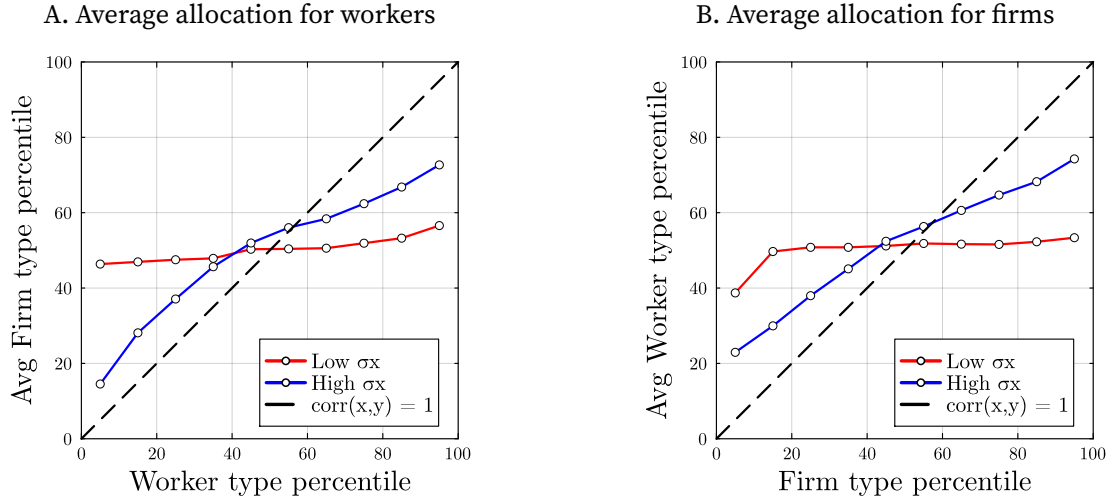 A. Average allocation for workers
100
80
60
40
20
0
0 20 40 60 80 100
Avg Firm type percentile
Worker type percentile
Low σx
High σx
corr(x,y) = 1
B. Average allocation for firms
100
80
60
40
20
0
0 20 40 60 80 100
Avg Worker type percentile
Firm type percentile
Low σx
High σx
corr(x,y) = 1